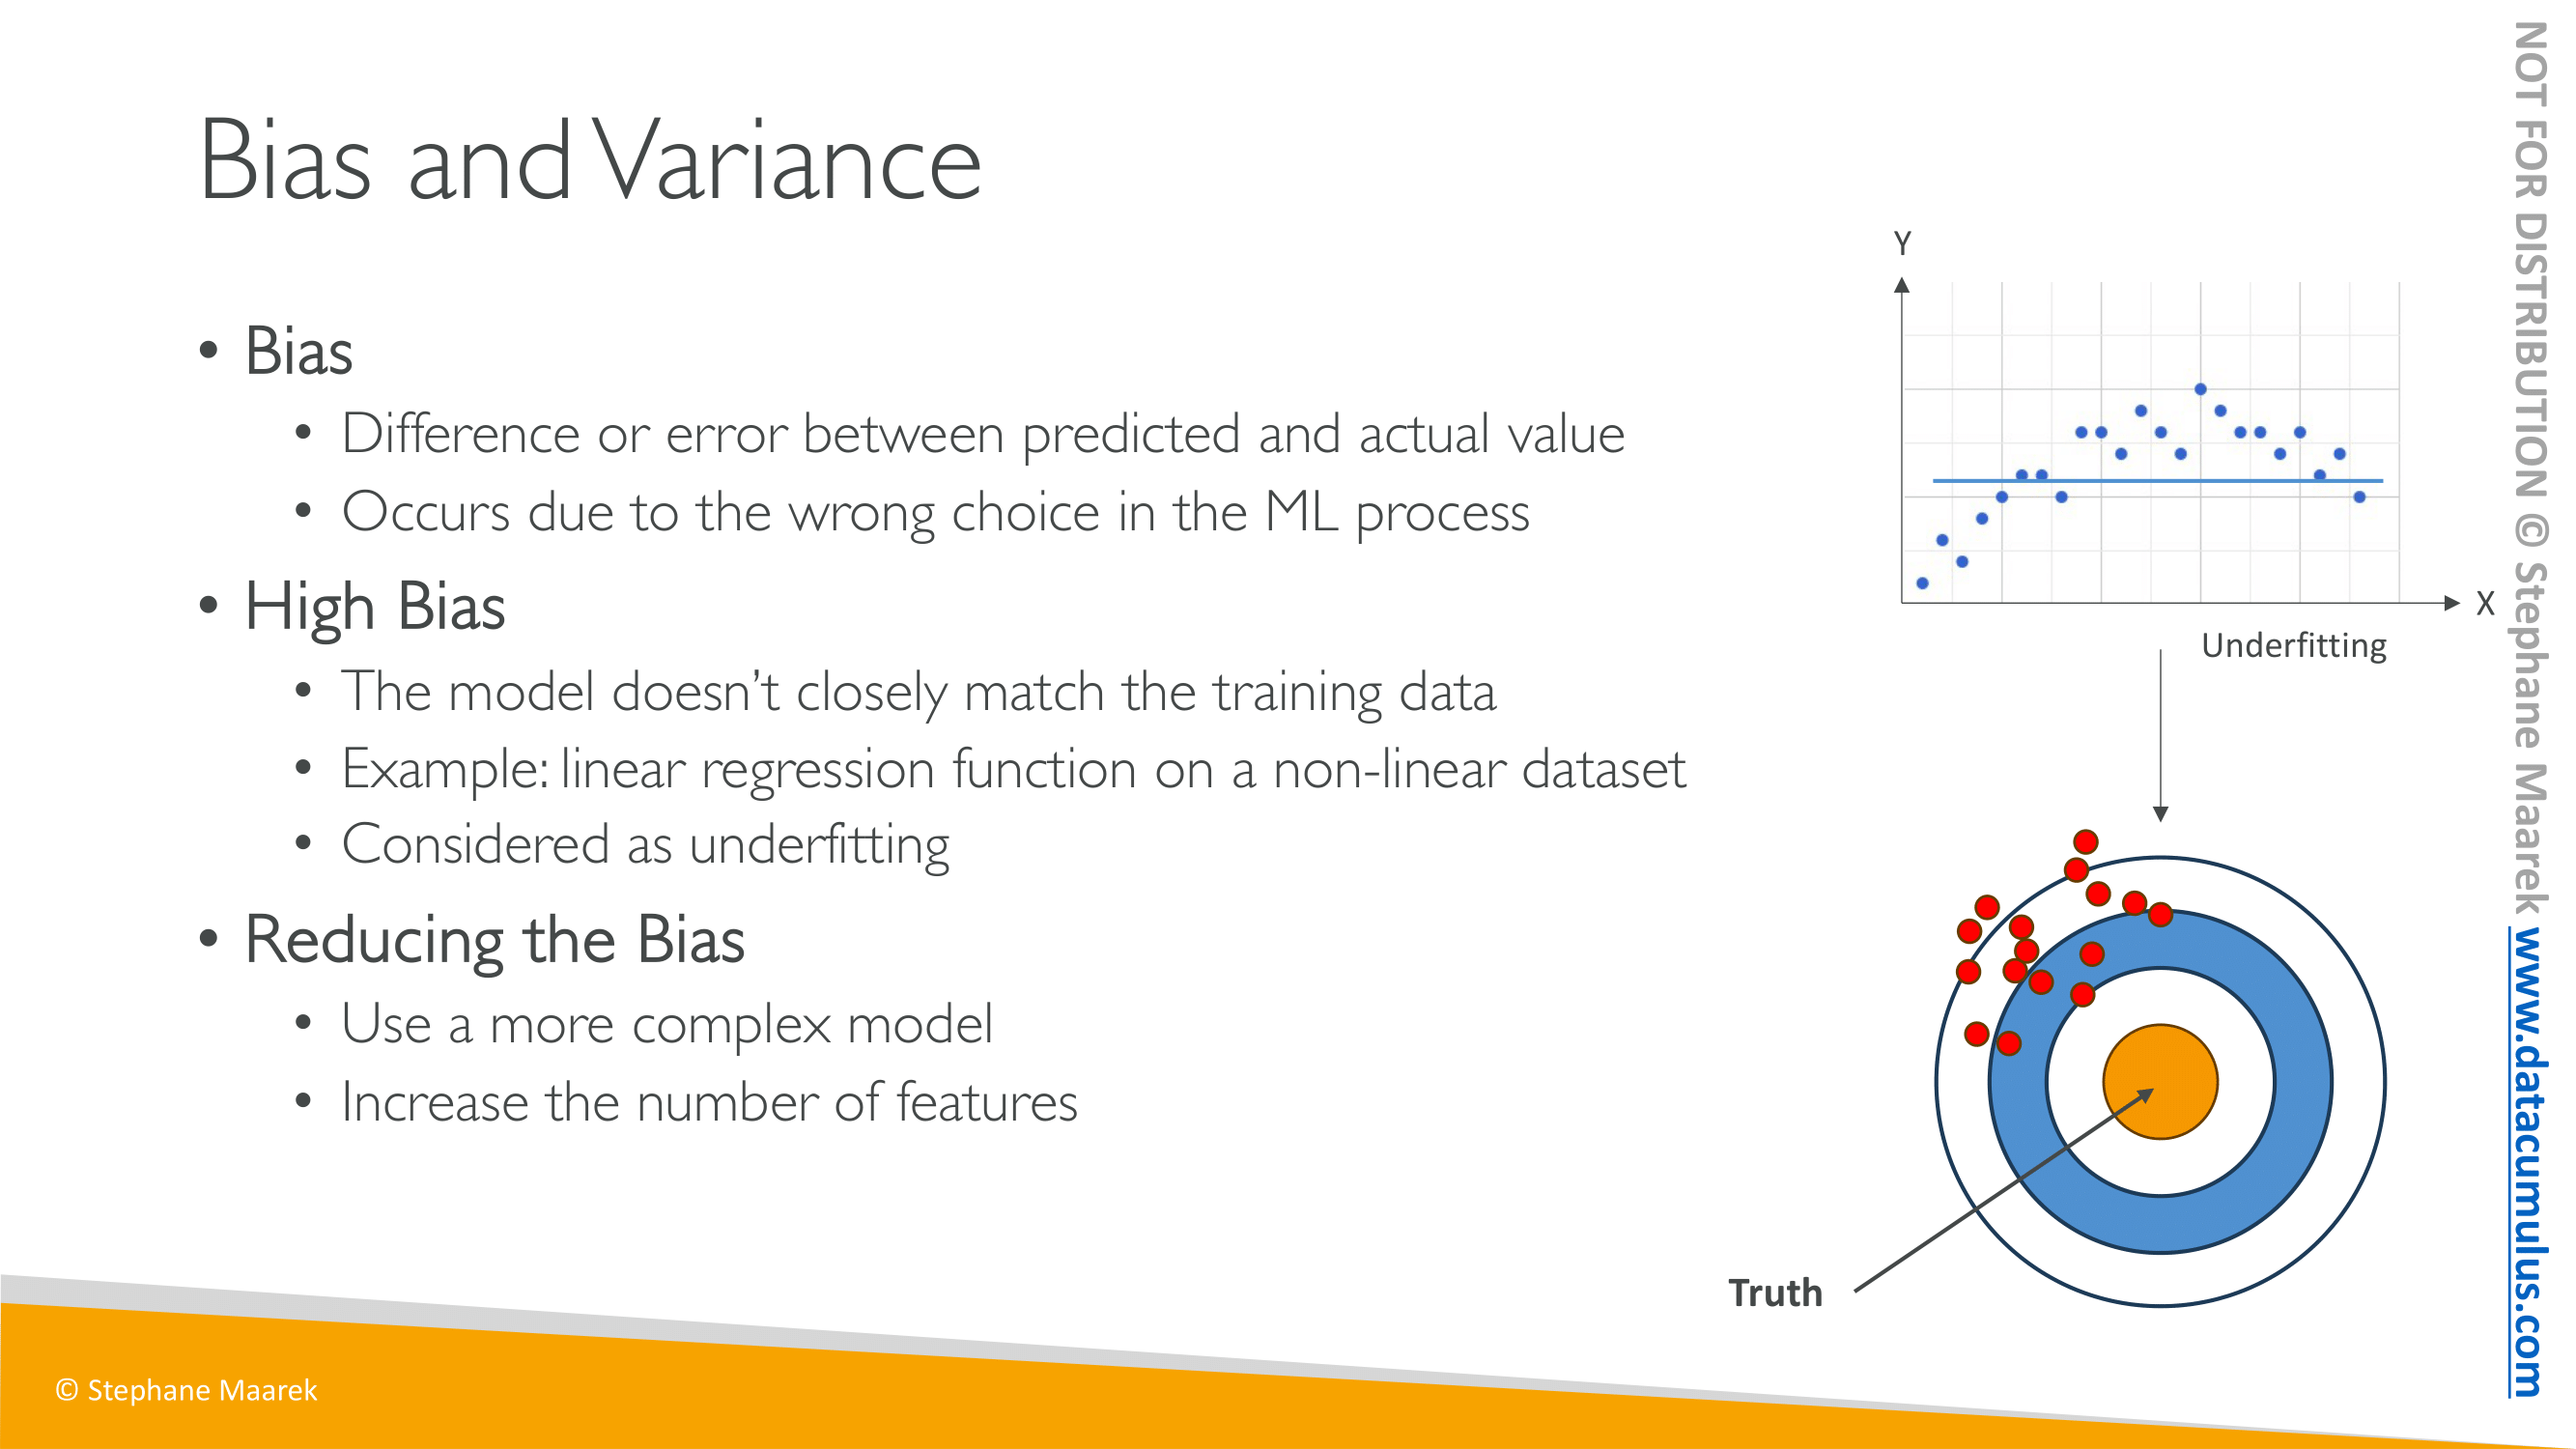 Bias and Variance
• Bias
• Difference or error between predicted and actual value
• Occurs due to the wrong choice in the ML process
• High Bias
• The model doesn’t closely match the training data
• Example: linear regression function on a non-linear dataset
• Considered as underfitting
• Reducing the Bias
• Use a more complex model
• Increase the number of features
Y
X
Underfitting
Truth
© Stephane Maarek
NOT FOR DISTRIBUTION © Stephane Maarek www.datacumulus.com